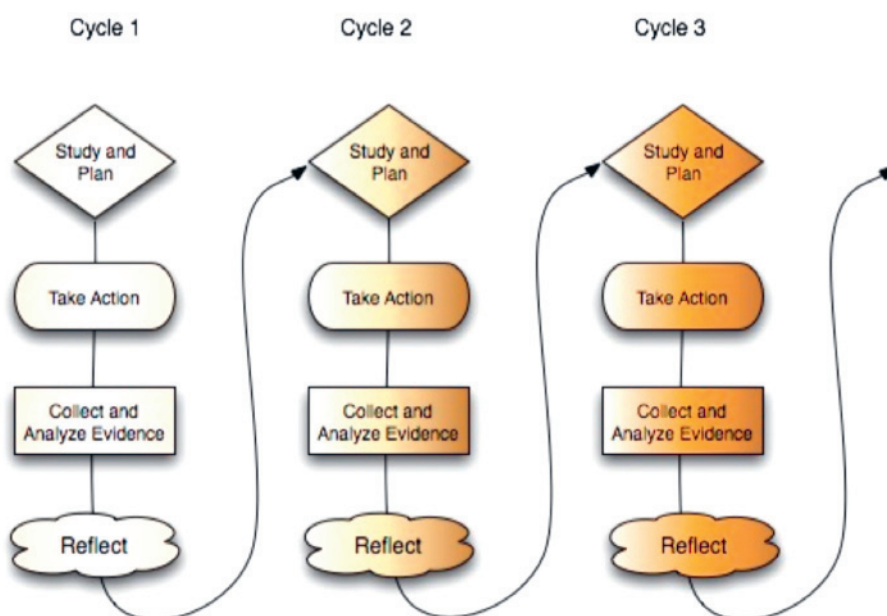 Cycle 1
Cycle 2
Cycle 3
Study and
Plan
Study and
Plan
Study and
Plan
Take Action
Take Action
Take Action
Collect and
Analyze Evidence
Collect and
Analyze Evidence
Collect and
Analyze Evidence
Reflect
Reflect
Reflect